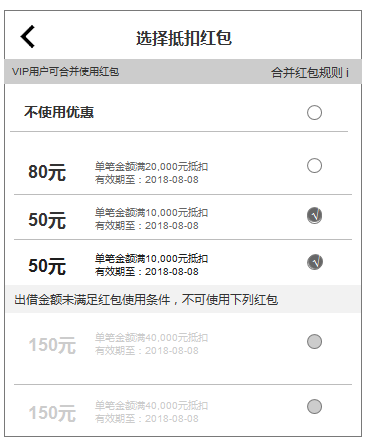 选择抵扣红包
VIP用户可合并使用红包 合并红包规则 i
不使用优惠
80元
单笔金额满20,000元抵扣
有效期至：2018-08-08
50元
单笔金额满10,000元抵扣
有效期至：2018-08-08
50元
单笔金额满10,000元抵扣
有效期至：2018-08-08
出借金额未满足红包使用条件，不可使用下列红包
150元
单笔金额满40,000元抵扣
有效期至：2018-08-08
150元
单笔金额满40,000元抵扣
有效期至：2018-08-08